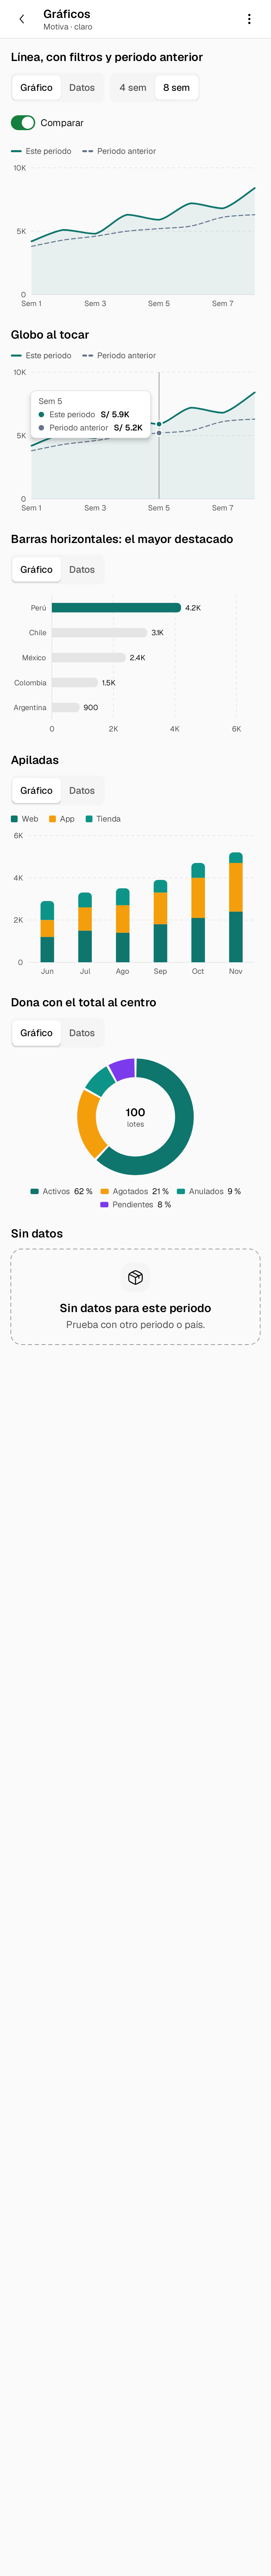 Gráficos
Motiva · claro
Línea, con filtros y periodo anterior
Gráfico Datos 4 sem 8 sem
Comparar
Este periodo Periodo anterior
10K
5K
0
Sem 1 Sem 3 Sem 5 Sem 7
Globo al tocar
Este periodo Periodo anterior
10K
Sem 5
Este periodo S/ 5.9K
Periodo anterior S/ 5.2K
5K
0
Sem 1 Sem 3 Sem 5 Sem 7
Barras horizontales: el mayor destacado
Gráfico Datos
Perú 4.2K
Chile 3.1K
México 2.4K
Colombia 1.5K
Argentina 900
0 2K 4K 6K
Apiladas
Gráfico Datos
Web App Tienda
6K
4K
2K
0
Jun Jul Ago Sep Oct Nov
Dona con el total al centro
Gráfico Datos
100
lotes
Activos 62 % Agotados 21 % Anulados 9 %
Pendientes 8 %
Sin datos
Sin datos para este periodo
Prueba con otro periodo o país.